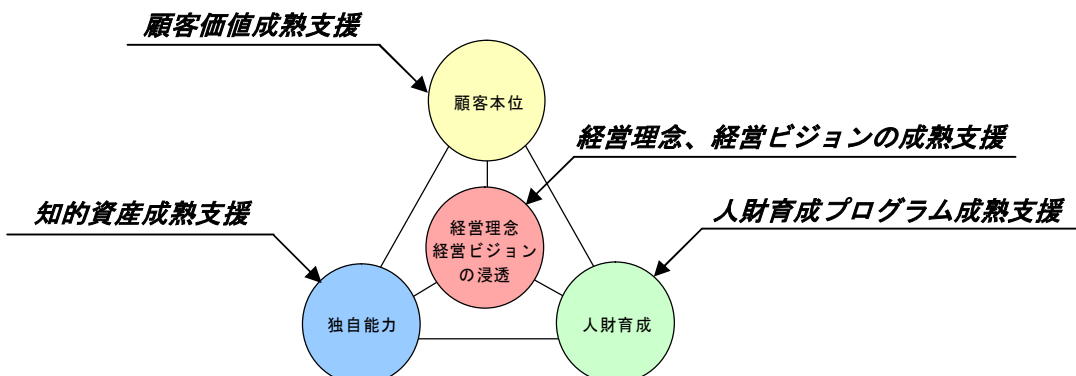 顧客価値成熟支援
顧客本位
経営理念、経営ビジョンの成熟支援
知的資産成熟支援
人財育成プログラム成熟支援
経営理念
経営ビジョン
の浸透
独自能力
人財育成